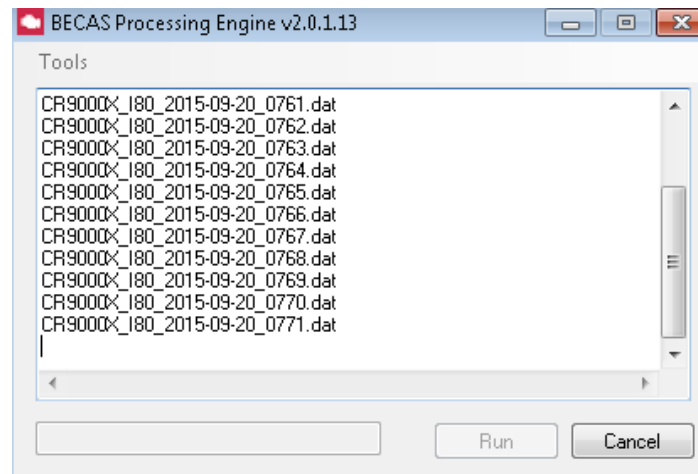 BECAS Processing Engine v2.0.1.13
Tools
CR9000X_I80_2015-09-20_0761.dat
CR9000X_I80_2015-09-20_0762.dat
CR9000X_I80_2015-09-20_0763.dat
CR9000X_I80_2015-09-20_0764.dat
CR9000X_I80_2015-09-20_0765.dat
CR9000X_I80_2015-09-20_0766.dat
CR9000X_I80_2015-09-20_0767.dat
CR9000X_I80_2015-09-20_0768.dat
CR9000X_I80_2015-09-20_0769.dat
CR9000X_I80_2015-09-20_0770.dat
CR9000X_I80_2015-09-20_0771.dat
Run Cancel